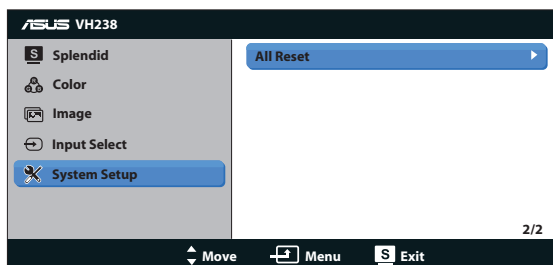 ASUS VH238
S Splendid
Color
Image
Input Select
System Setup
All Reset
2/2
Move Menu S Exit